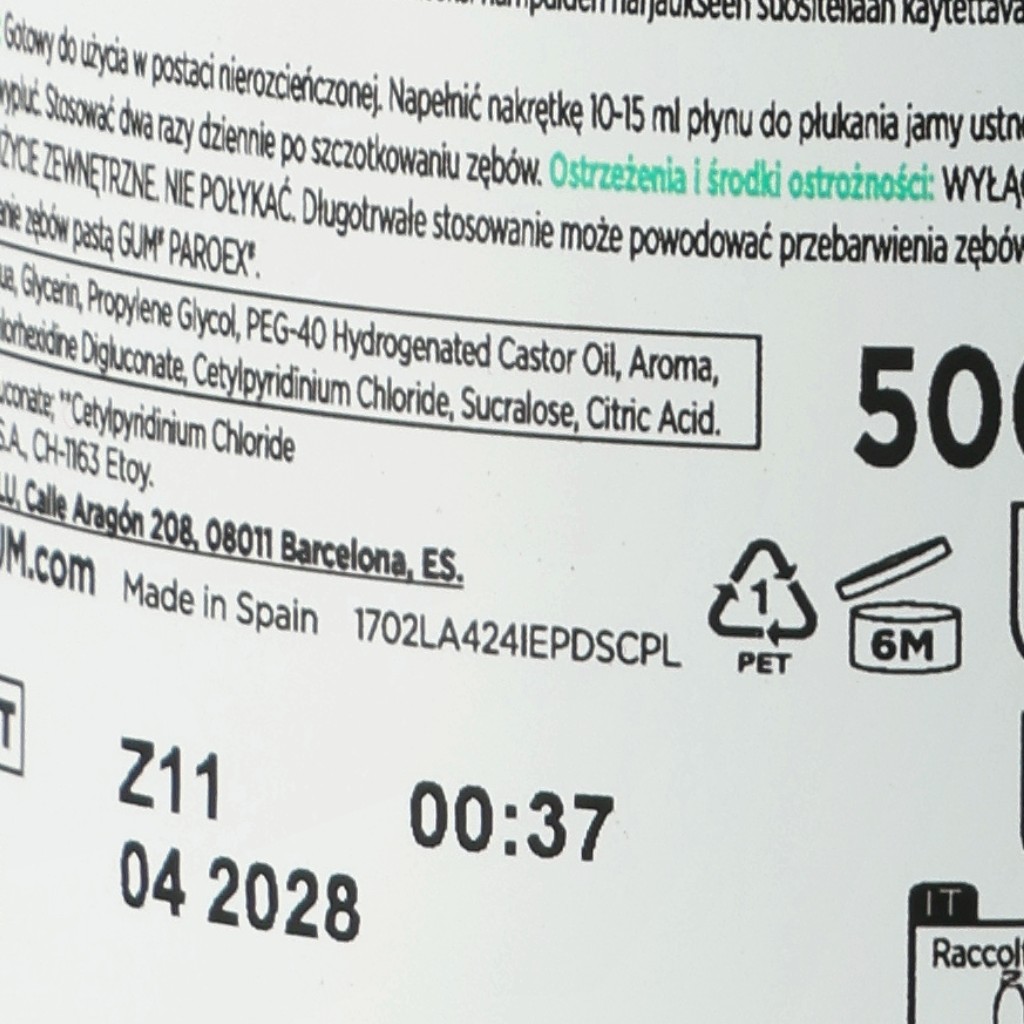 Gotowy do użycia w postaci nierozcieńczonej. Napełnić nakrętkę 10-15 ml płynu do płukania jamy
wypluć. Stosować dwa razy dziennie po szczotkowaniu zębów. Ostrzeżenia i środki ostrożności:
ZEWNĘTRZNE. NIE POŁYKAĆ. Długotrwałe stosowanie może powodować przebarwienia zębów
zębów pastą GUM® PAROEX®.
Glycerin, Propylene Glycol, PEG-40 Hydrogenated Castor Oil, Aroma,
Digluconate, Cetylpyridinium Chloride, Sucralose, Citric Acid.
**Cetylpyridinium Chloride
S.A., CH-1163 Etoy.
Calle Aragón 208, 08011 Barcelona, ES.
UM.com Made in Spain 1702LA424IEPDSCPL
1
PET
6M
Z11 00:37
04 2028
IT